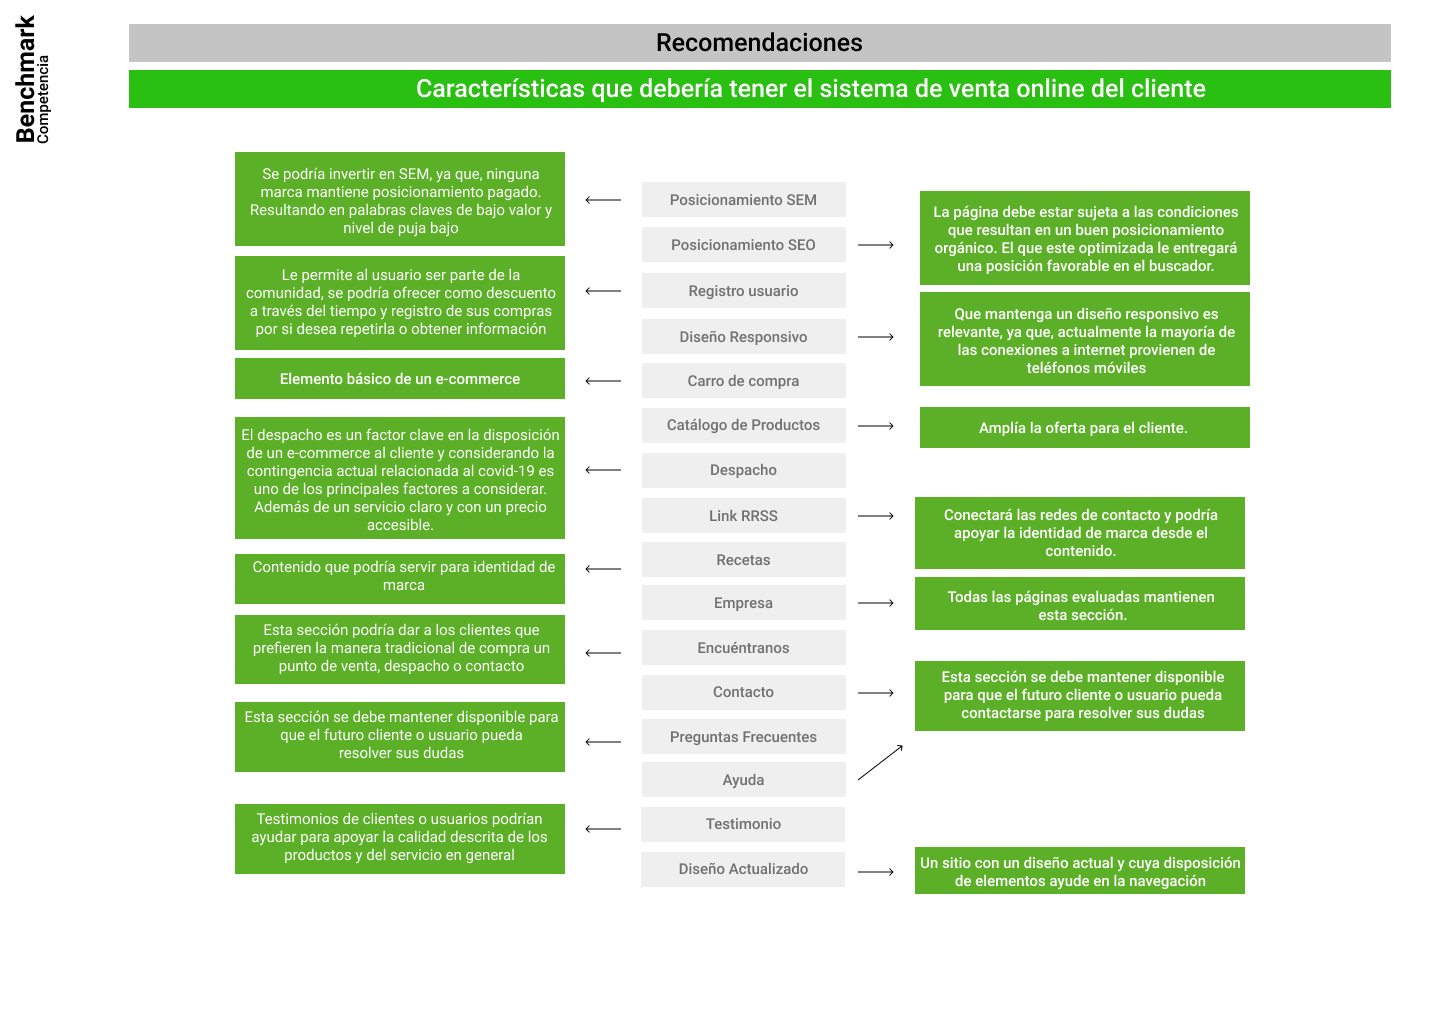 Benchmark
Competencia
Recomendaciones
Características que debería tener el sistema de venta online del cliente
Se podría invertir en SEM, ya que, ninguna
marca mantiene posicionamiento pagado.
Resultando en palabras claves de bajo valor y
nivel de puja bajo
Le permite al usuario ser parte de la
comunidad, se podría ofrecer como descuento
a través del tiempo y registro de sus compras
por si desea repetirla o obtener información
Elemento básico de un e-commerce
El despacho es un factor clave en la disposición
de un e-commerce al cliente y considerando la
contingencia actual relacionada al covid-19 es
uno de los principales factores a considerar.
Además de un servicio claro y con un precio
accesible.
Contenido que podría servir para identidad de
marca
Esta sección podría dar a los clientes que
prefieren la manera tradicional de compra un
punto de venta, despacho o contacto
Esta sección se debe mantener disponible para
que el futuro cliente o usuario pueda
resolver sus dudas
Testimonios de clientes o usuarios podrían
ayudar para apoyar la calidad descrita de los
productos y del servicio en general
Posicionamiento SEM
Posicionamiento SEO
Registro usuario
Diseño Responsivo
Carro de compra
Catálogo de Productos
Despacho
Link RRSS
Recetas
Empresa
Encuéntranos
Contacto
Preguntas Frecuentes
Ayuda
Testimonio
Diseño Actualizado
La página debe estar sujeta a las condiciones
que resultan en un buen posicionamiento
orgánico. El que este optimizada le entregará
una posición favorable en el buscador.
Que mantenga un diseño responsivo es
relevante, ya que, actualmente la mayoría de
las conexiones a internet provienen de
teléfonos móviles
Amplía la oferta para el cliente.
Conectará las redes de contacto y podría
apoyar la identidad de marca desde el
contenido.
Todas las páginas evaluadas mantienen
esta sección.
Esta sección se debe mantener disponible
para que el futuro cliente o usuario pueda
contactarse para resolver sus dudas
Un sitio con un diseño actual y cuya disposición
de elementos ayude en la navegación